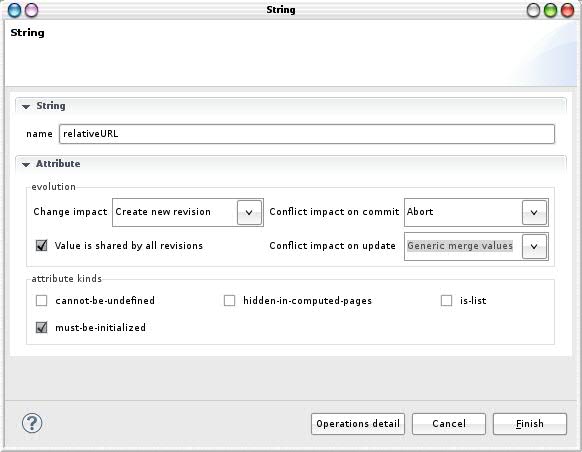 String
String
String
name relativeURL
Attribute
evolution
Change impact Create new revision Conflict impact on commit Abort
Value is shared by all revisions Conflict impact on update Generic merge values
attribute kinds
cannot-be-undefined hidden-in-computed-pages is-list
must-be-initialized
? Operations detail Cancel Finish